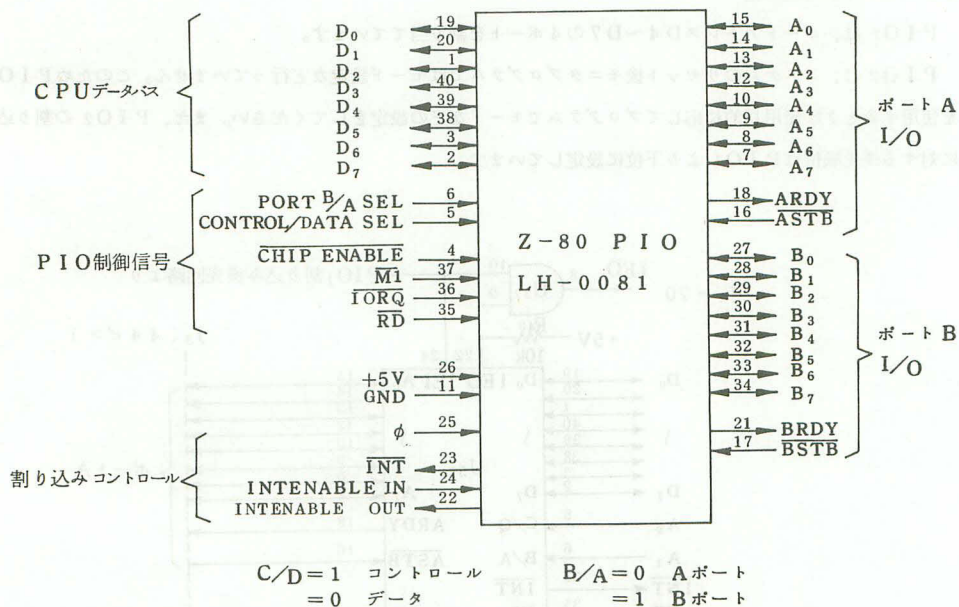 CPUデータバス
D0 19
D1 20
D2 1
D3 40
D4 39
D5 38
D6 3
D7 2
PIO制御信号
PORT B/A SEL 6
CONTROL/DATA SEL 5
CHIP ENABLE 4
M1 37
IORQ 36
RD 35
+5V 26
GND 11
割り込みコントロール
φ 25
INT 23
INTENABLE IN 24
INTENABLE OUT 22
Z-80 PIO
LH-0081
15 A0
14 A1
13 A2
12 A3
10 A4
9 A5
8 A6
7 A7
18 ARDY
16 ASTB
ポートA
I/O
27 B0
28 B1
29 B2
30 B3
31 B4
32 B5
33 B6
34 B7
21 BRDY
17 BSTB
ポートB
I/O
C/D=1 コントロール
=0 データ
B/A=0 Aポート
=1 Bポート